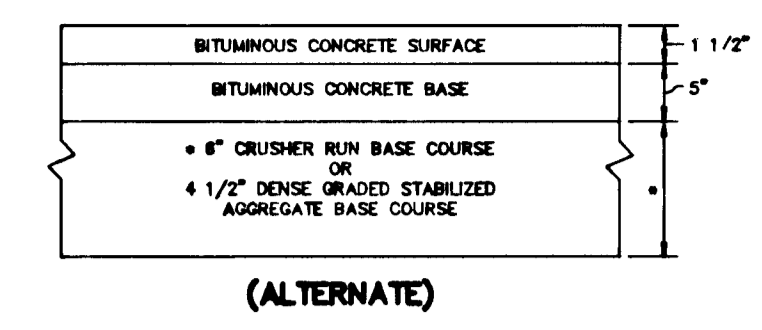 BITUMINOUS CONCRETE SURFACE
1 1/2"
BITUMINOUS CONCRETE BASE
5"
* 6" CRUSHER RUN BASE COURSE
OR
4 1/2" DENSE GRADED STABILIZED
AGGREGATE BASE COURSE
*
(ALTERNATE)